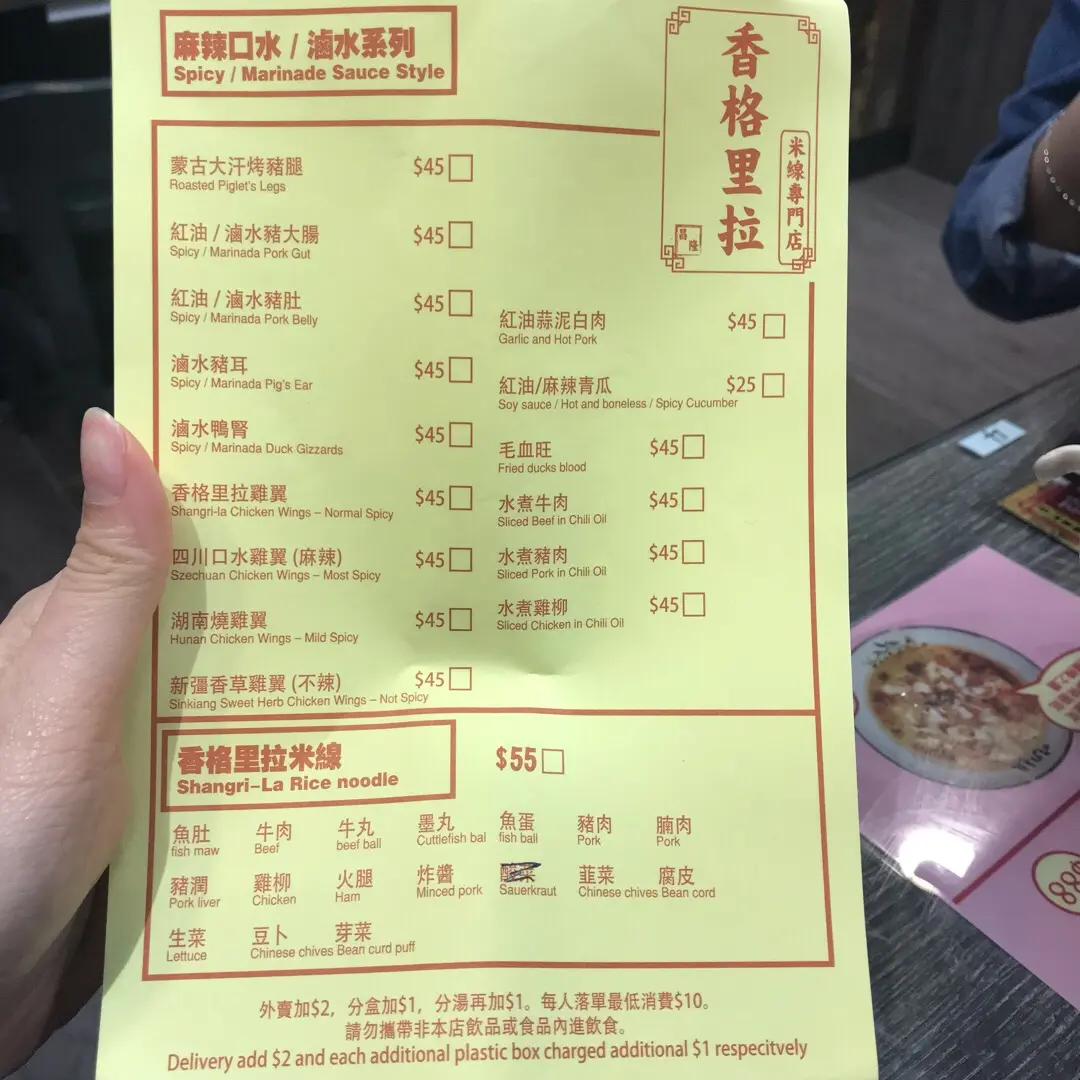 麻辣口水 / 滷水系列
Spicy / Marinade Sauce Style
香格里拉
米線專門店
昌隆
蒙古大汗烤豬腿 $45
Roasted Piglet's Legs
紅油 / 滷水豬大腸 $45
Spicy / Marinada Pork Gut
紅油 / 滷水豬肚 $45
Spicy / Marinada Pork Belly
滷水豬耳 $45
Spicy / Marinada Pig's Ear
滷水鴨腎 $45
Spicy / Marinada Duck Gizzards
香格里拉雞翼 $45
Shangri-la Chicken Wings – Normal Spicy
四川口水雞翼 (麻辣) $45
Szechuan Chicken Wings – Most Spicy
湖南燒雞翼 $45
Hunan Chicken Wings – Mild Spicy
新彊香草雞翼 (不辣) $45
Sinkiang Sweet Herb Chicken Wings – Not Spicy
紅油蒜泥白肉 $45
Garlic and Hot Pork
紅油/麻辣青瓜 $25
Soy sauce / Hot and boneless / Spicy Cucumber
毛血旺 $45
Fried ducks blood
水煮牛肉 $45
Sliced Beef in Chili Oil
水煮豬肉 $45
Sliced Pork in Chili Oil
水煮雞柳 $45
Sliced Chicken in Chili Oil
香格里拉米線 $55
Shangri-La Rice noodle
魚肚 牛肉 牛丸 墨丸 魚蛋 豬肉 腩肉
fish maw Beef beef ball Cuttlefish bal fish ball Pork Pork
豬潤 雞柳 火腿 炸醬 酸菜 韮菜 腐皮
Pork liver Chicken Ham Minced pork Sauerkraut Chinese chives Bean cord
生菜 豆卜 芽菜
Lettuce Chinese chives Bean curd puff
外賣加$2，分盒加$1，分湯再加$1。每人落單最低消費$10。
請勿攜帶非本店飲品或食品內進飲食。
Delivery add $2 and each additional plastic box charged additional $1 respecitvely